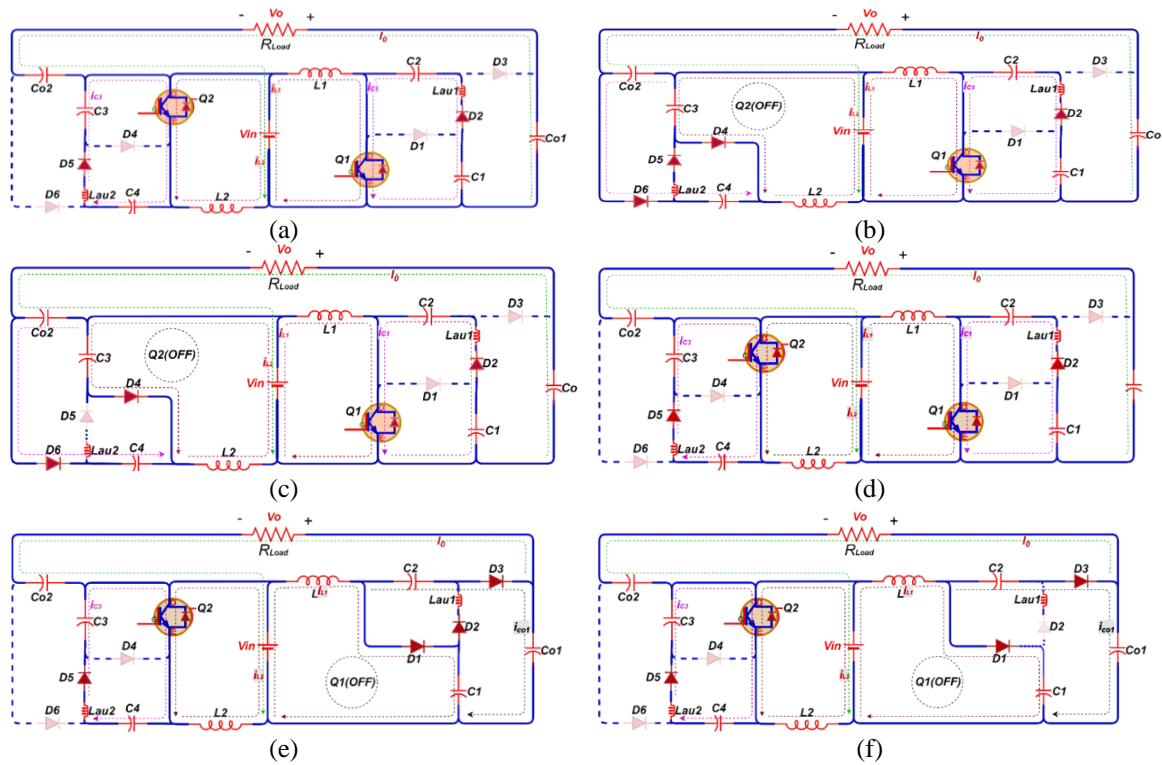 - Vo +
RLoad
I0
Co2
C2
D3
L1
iC3
C3
Q2
iL1
iC1
Lau1
D2
D4
Vin
D1
Co1
D5
iL2
Q1
C1
D6
Lau2
C4
L2
(a)
- Vo +
RLoad
I0
Co2
C2
D3
L1
C3
Q2(OFF)
iL1
iC1
Lau1
D2
D4
Vin
D1
Co
D5
iL2
Q1
C1
D6
Lau2
C4
L2
(b)
- Vo +
RLoad
I0
Co2
C2
D3
L1
C3
Q2(OFF)
iL1
iC1
Lau1
D2
D4
iL2
Vin
D1
Co
D5
Q1
C1
D6
Lau2
C4
L2
(c)
- Vo +
RLoad
I0
Co2
C2
D3
L1
iC3
C3
Q2
iL1
iC1
Lau1
D2
D4
Vin
D1
D5
iL2
Q1
C1
D6
Lau2
C4
L2
(d)
- Vo +
RLoad
I0
Co2
C2
D3
L
iL1
iC3
C3
Q2
Lau1
D2
ico1
D4
Vin
D1
Co1
D5
iL2
Q1(OFF)
C1
D6
Lau2
C4
L2
(e)
- Vo +
RLoad
I0
Co2
C2
D3
L
iL1
iC3
C3
Q2
Lau1
D2
ico1
D4
Vin
D1
Co1
D5
iL2
Q1(OFF)
C1
D6
Lau2
C4
L2
(f)